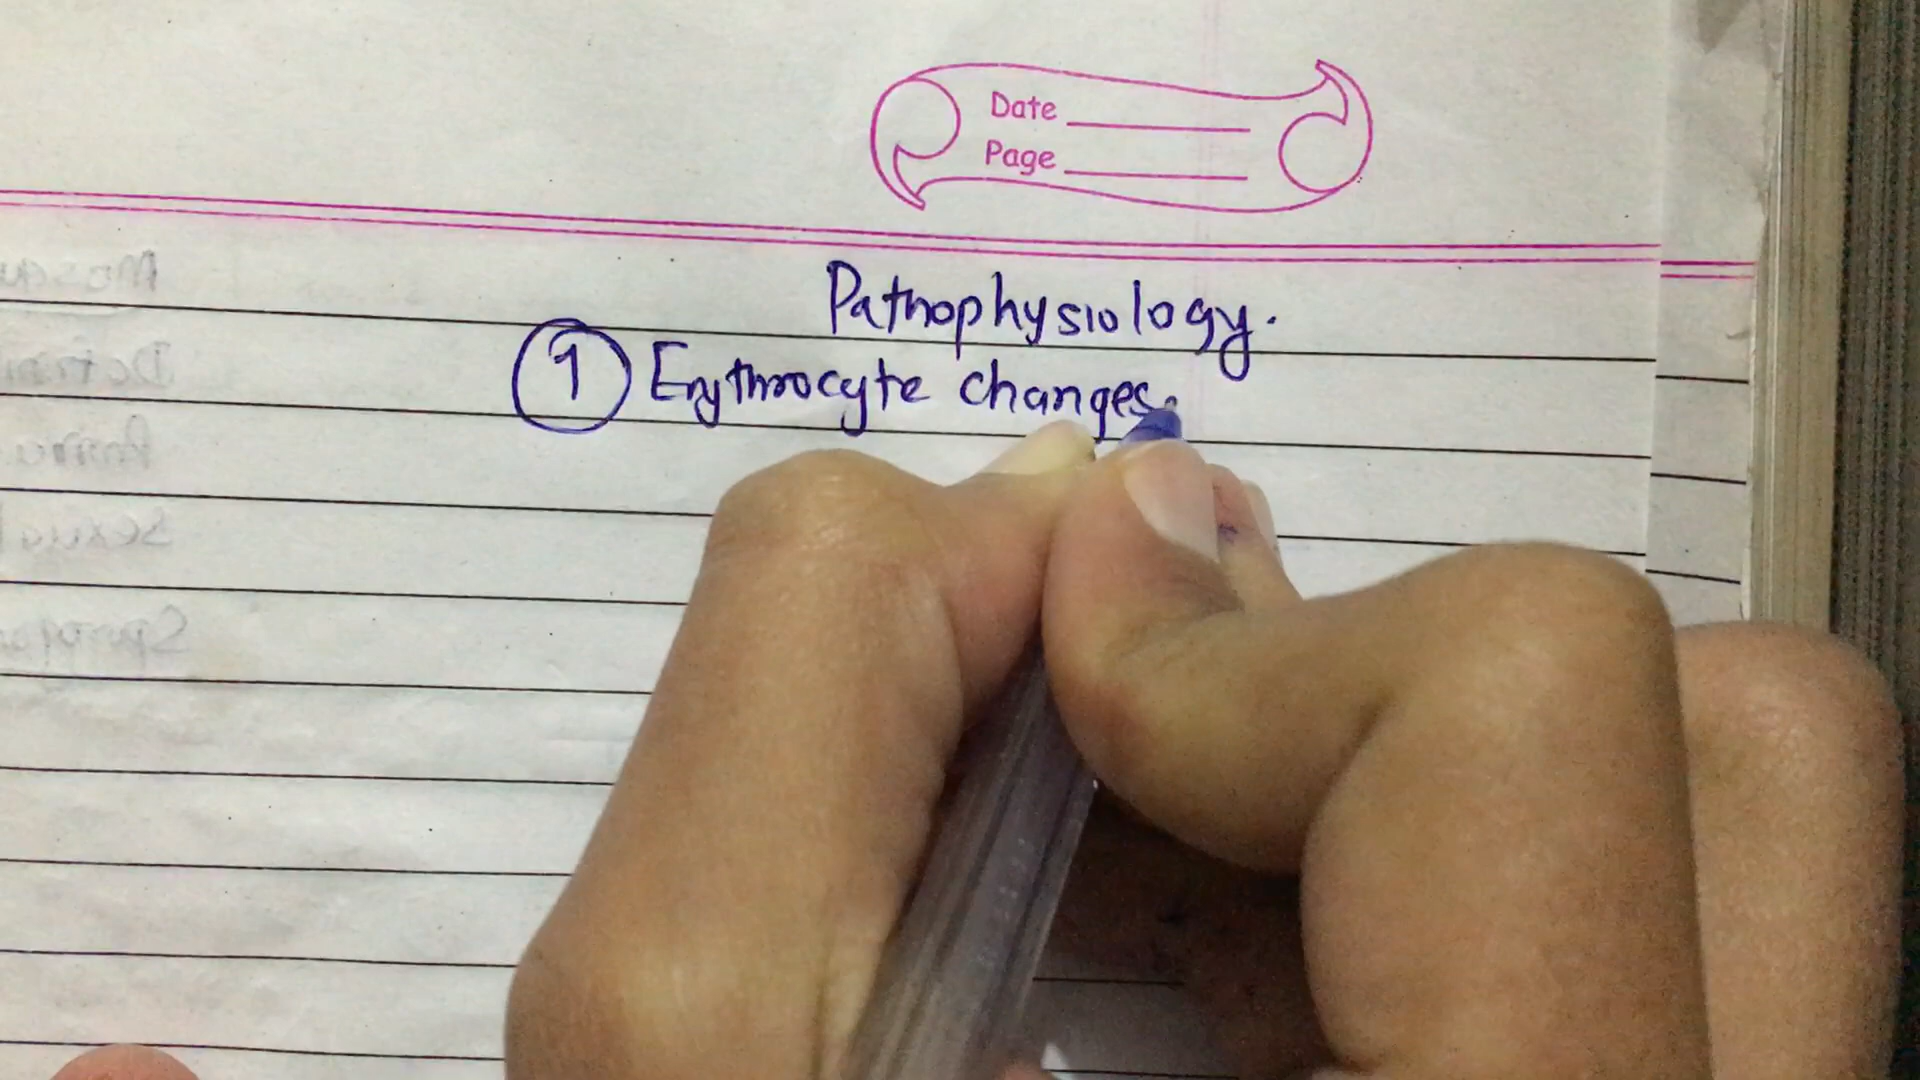 Date
Page
Pathophysiology.
1 Erythrocyte changes.